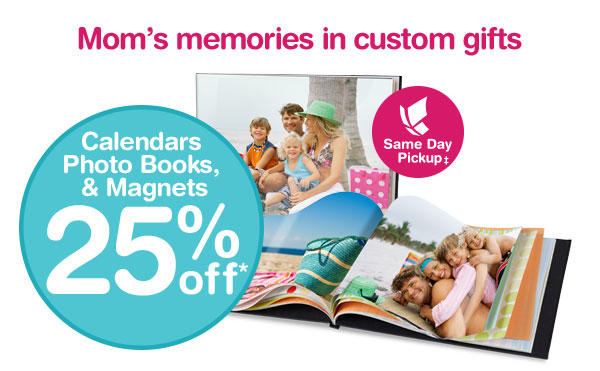 Mom's memories in custom gifts
Calendars
Photo Books,
& Magnets
25%
off*
Same Day
Pickup‡